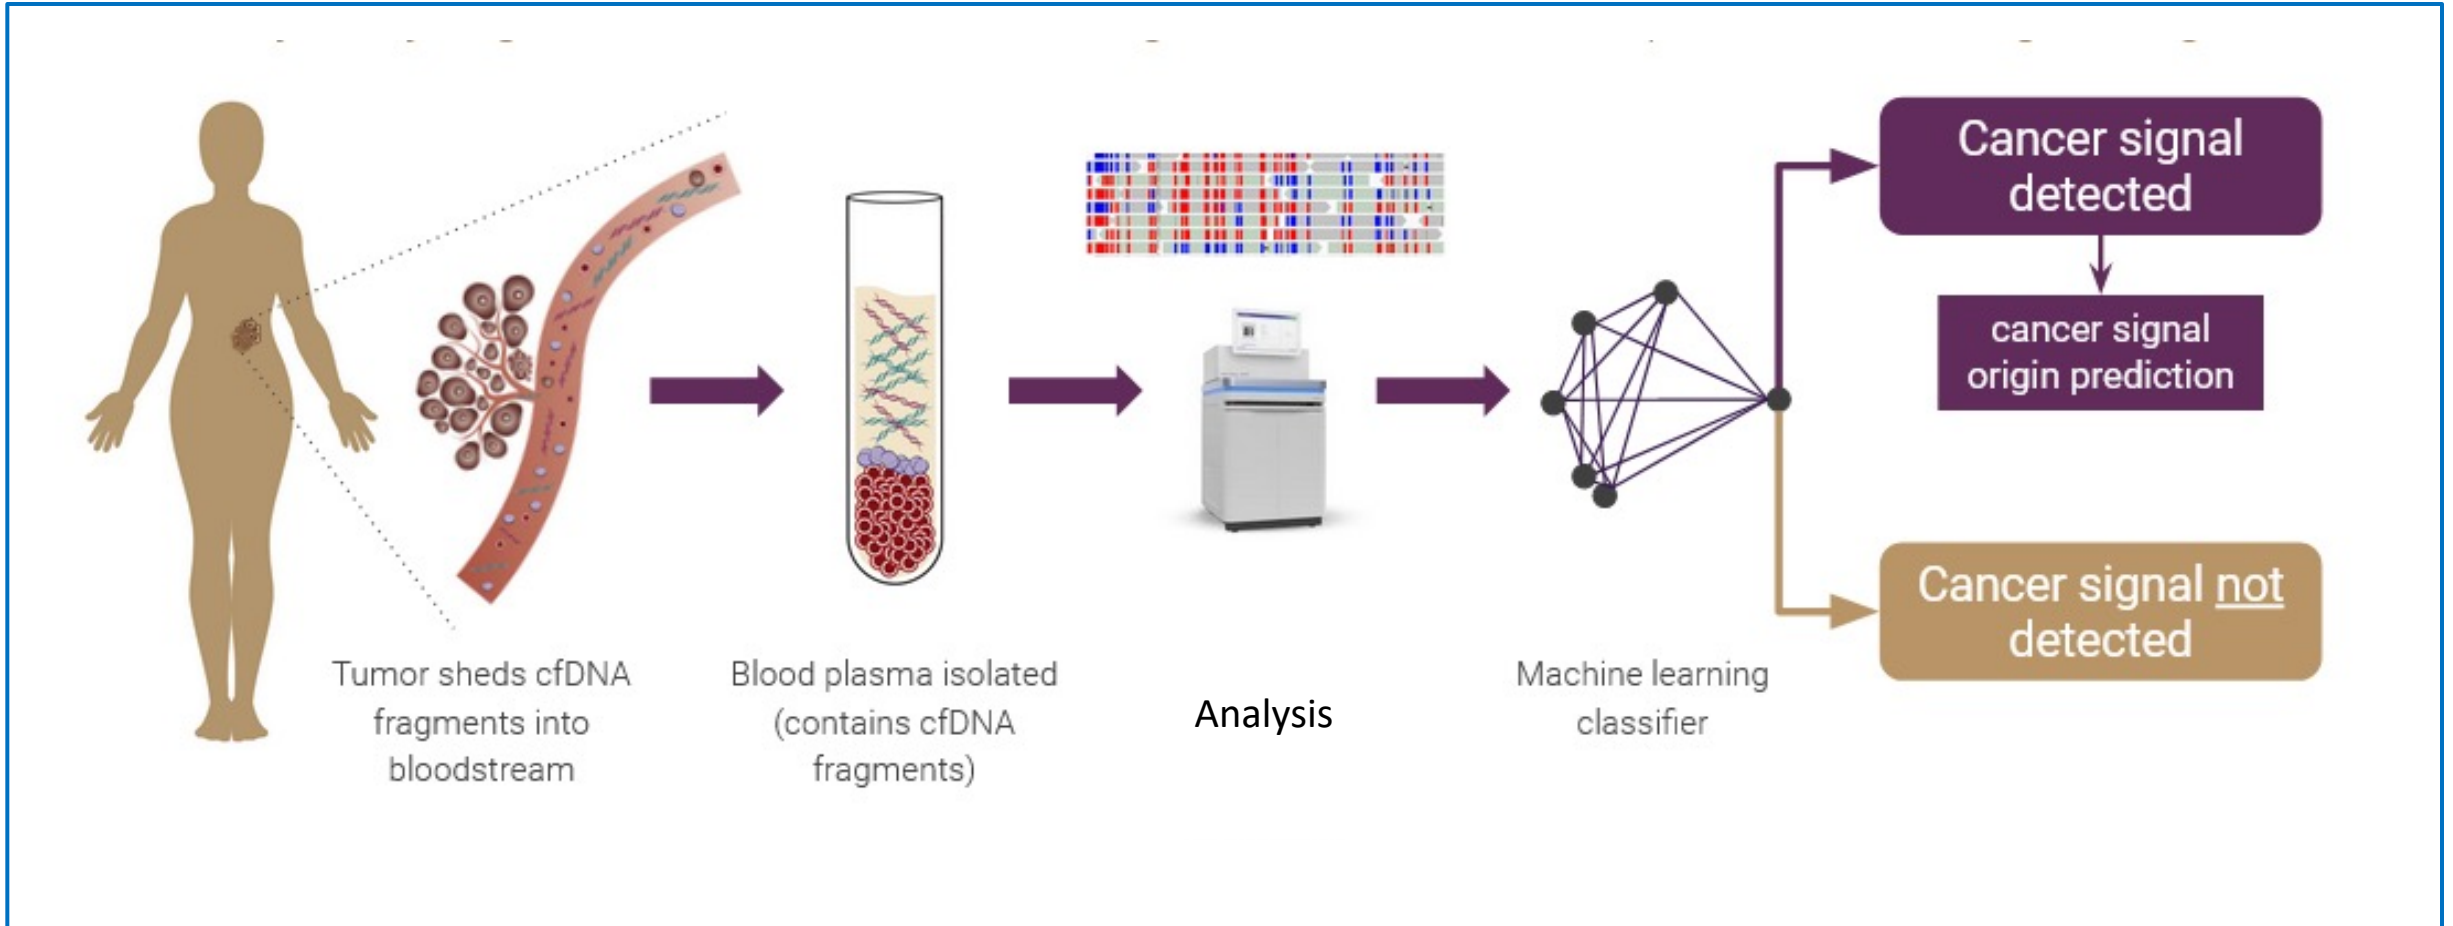 Tumor sheds cfDNA
fragments into
bloodstream
Blood plasma isolated
(contains cfDNA
fragments)
Analysis
Machine learning
classifier
Cancer signal
detected
cancer signal
origin prediction
Cancer signal not
detected